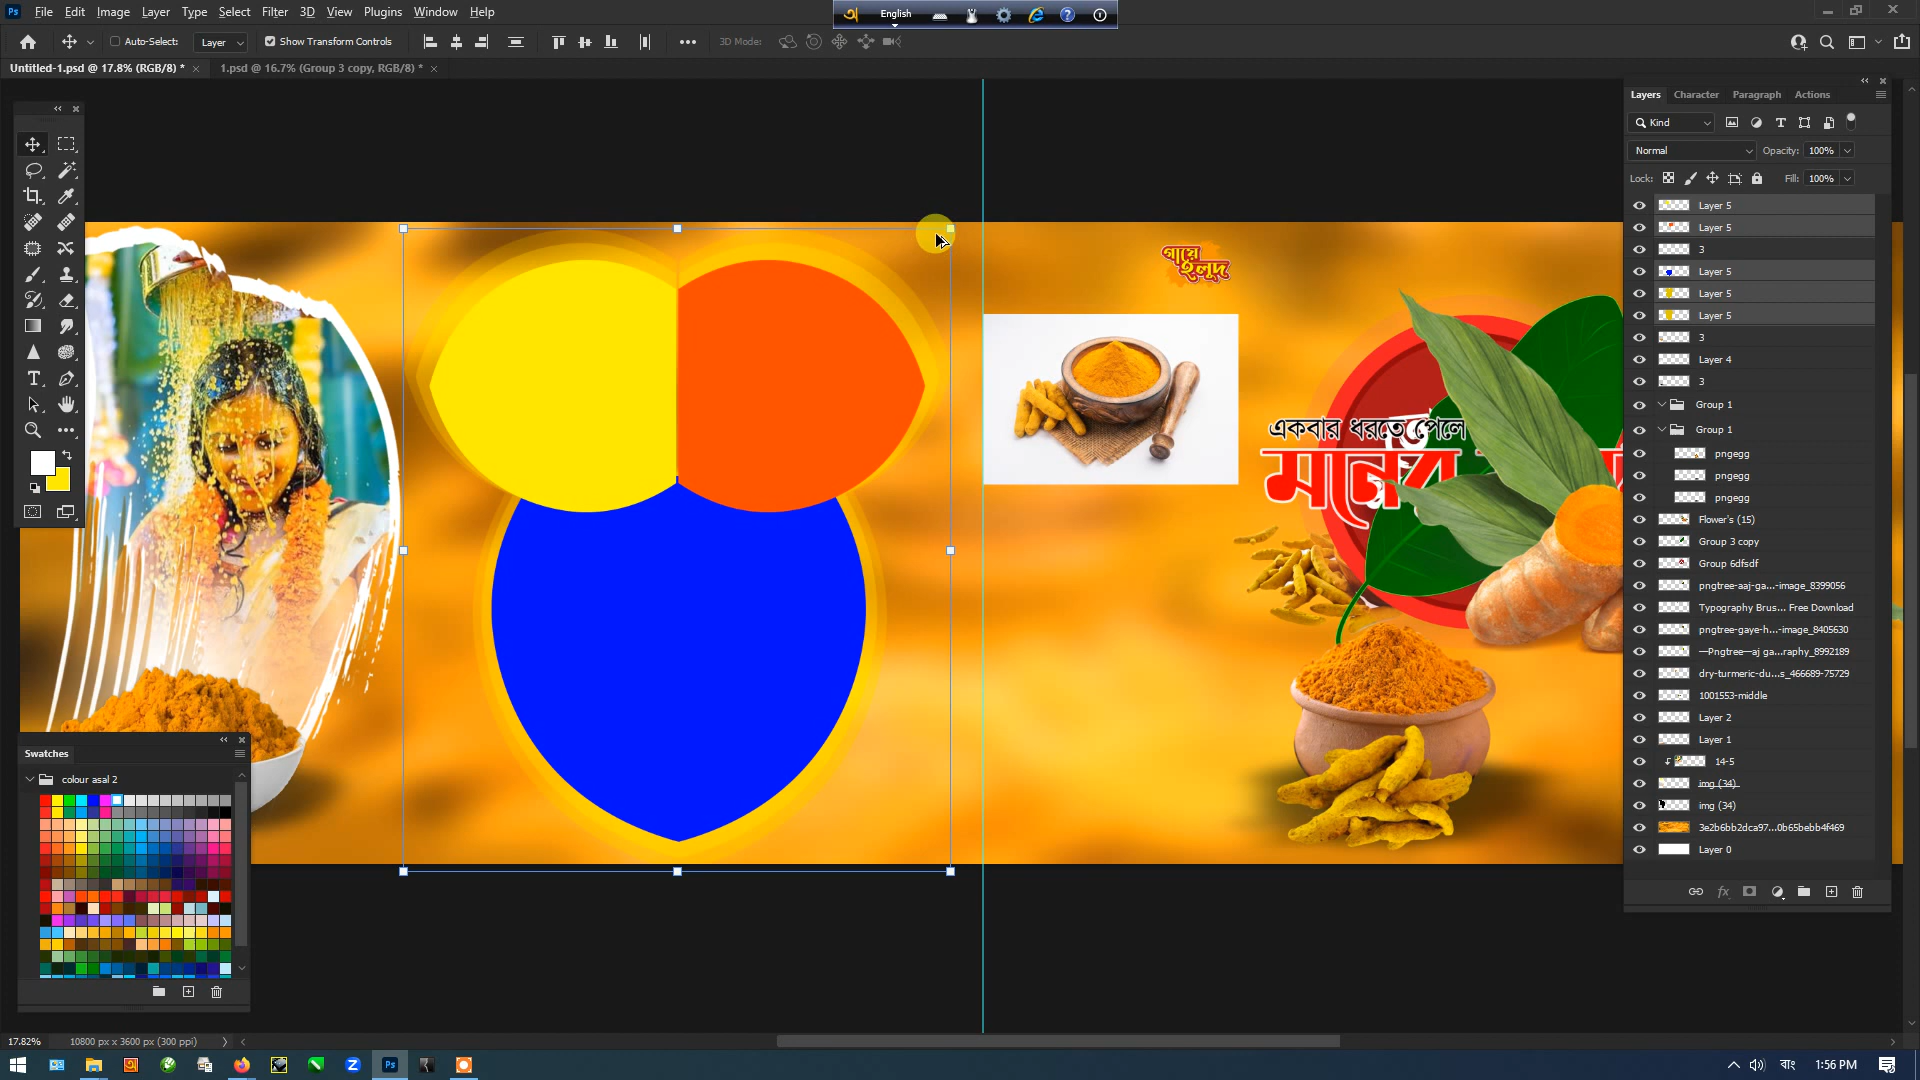 File Edit Image Layer Type Select Filter 3D View Plugins Window Help
অ English
Auto-Select: Layer Show Transform Controls 3D Mode:
Untitled-1.psd @ 17.8% (RGB/8) * 1.psd @ 16.7% (Group 3 copy, RGB/8) *
Layers Character Paragraph Actions
Kind
Normal Opacity: 100%
Lock: Fill: 100%
Layer 5
Layer 5
3
Layer 5
Layer 5
Layer 5
3
Layer 4
3
Group 1
Group 1
pngegg
pngegg
pngegg
Flower's (15)
Group 3 copy
Group 6dfsdf
pngtree-aaj-ga...-image_8399056
Typography Brus... Free Download
pngtree-gaye-h...-image_8405630
—Pngtree—aj ga...raphy_8992189
dry-turmeric-du...s_466689-75729
1001553-middle
Layer 2
Layer 1
14-5
img (34)
img (34)
3e2b6bb2dca97...0b65bebb4f469
Layer 0
গায়ে
হলুদ
একবার ধরতে পেলে
মনের
Swatches
colour asal 2
17.82% 10800 px x 3600 px (300 ppi)
বাং 1:56 PM